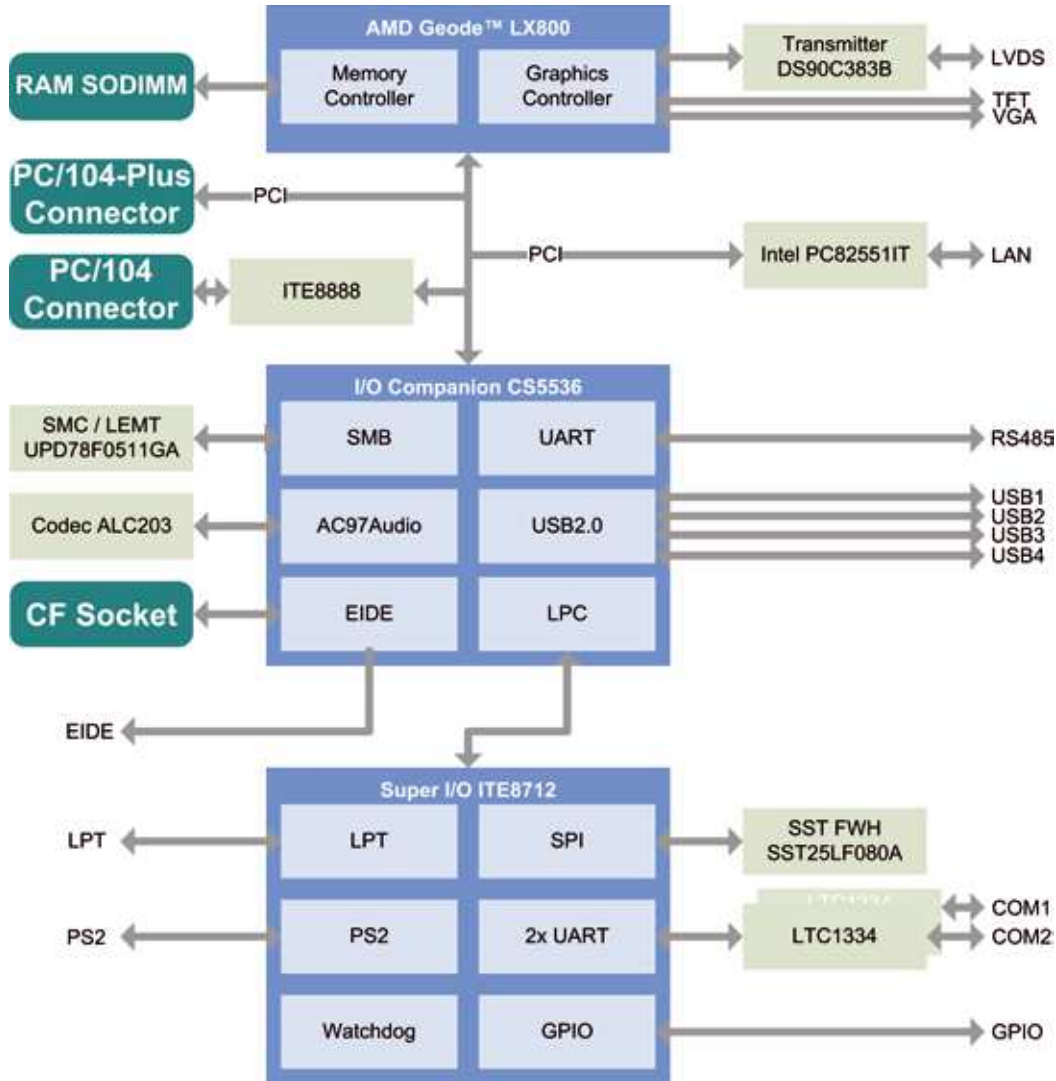 AMD Geode™ LX800
RAM SODIMM
Memory
Controller
Graphics
Controller
Transmitter
DS90C383B
LVDS
TFT
VGA
PC/104-Plus
Connector
PCI
PCI
Intel PC82551IT
LAN
PC/104
Connector
ITE8888
I/O Companion CS5536
SMC / LEMT
UPD78F0511GA
SMB
UART
RS485
Codec ALC203
AC97Audio
USB2.0
USB1
USB2
USB3
USB4
CF Socket
EIDE
LPC
EIDE
Super I/O ITE8712
LPT
LPT
SPI
SST FWH
SST25LF080A
PS2
PS2
2x UART
LTC1334
LTC1334
COM1
COM2
Watchdog
GPIO
GPIO